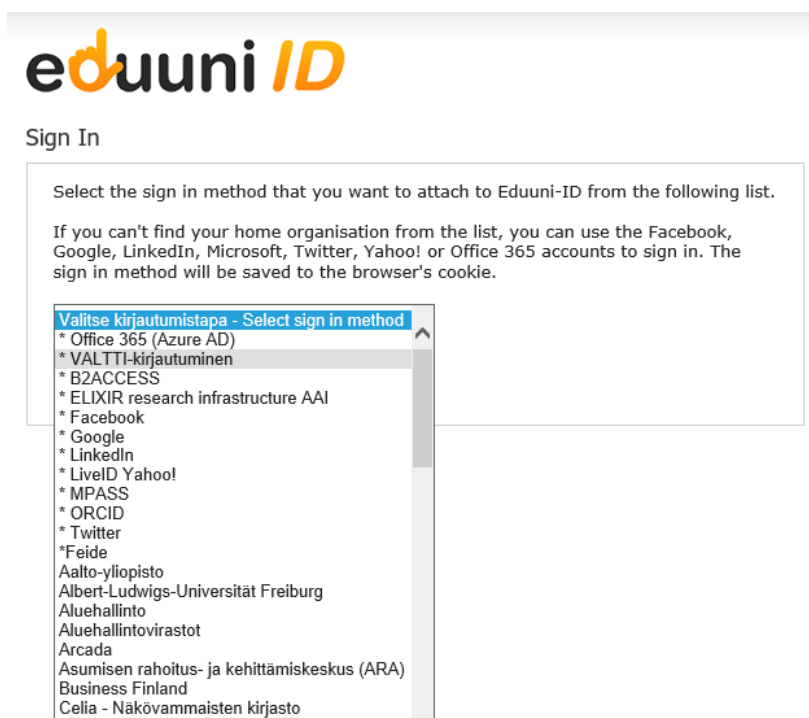 eduuni ID
Sign In
Select the sign in method that you want to attach to Eduuni-ID from the following list.
If you can't find your home organisation from the list, you can use the Facebook,
Google, LinkedIn, Microsoft, Twitter, Yahoo! or Office 365 accounts to sign in. The
sign in method will be saved to the browser's cookie.
Valitse kirjautumistapa - Select sign in method
* Office 365 (Azure AD)
* VALTTI-kirjautuminen
* B2ACCESS
* ELIXIR research infrastructure AAI
* Facebook
* Google
* LinkedIn
* LiveID Yahoo!
* MPASS
* ORCID
* Twitter
*Feide
Aalto-yliopisto
Albert-Ludwigs-Universität Freiburg
Aluehallinto
Aluehallintovirastot
Arcada
Asumisen rahoitus- ja kehittämiskeskus (ARA)
Business Finland
Celia - Näkövammaisten kirjasto